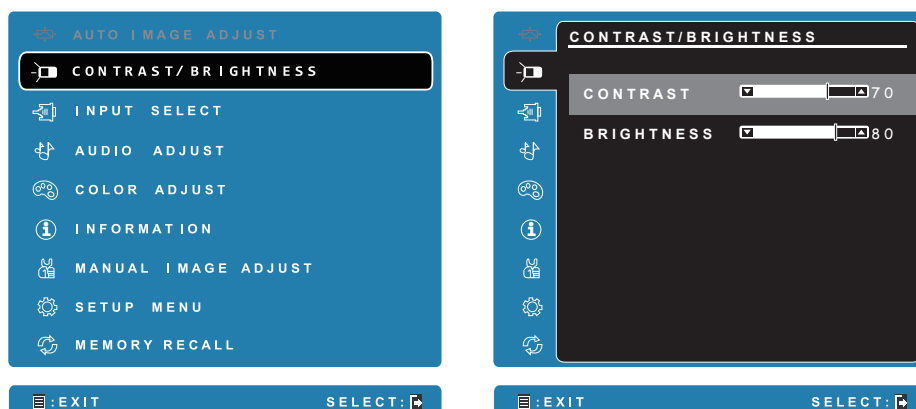 AUTO IMAGE ADJUST
CONTRAST/BRIGHTNESS
INPUT SELECT
AUDIO ADJUST
COLOR ADJUST
INFORMATION
MANUAL IMAGE ADJUST
SETUP MENU
MEMORY RECALL
:EXIT SELECT:
CONTRAST/BRIGHTNESS
CONTRAST 70
BRIGHTNESS 80
:EXIT SELECT: